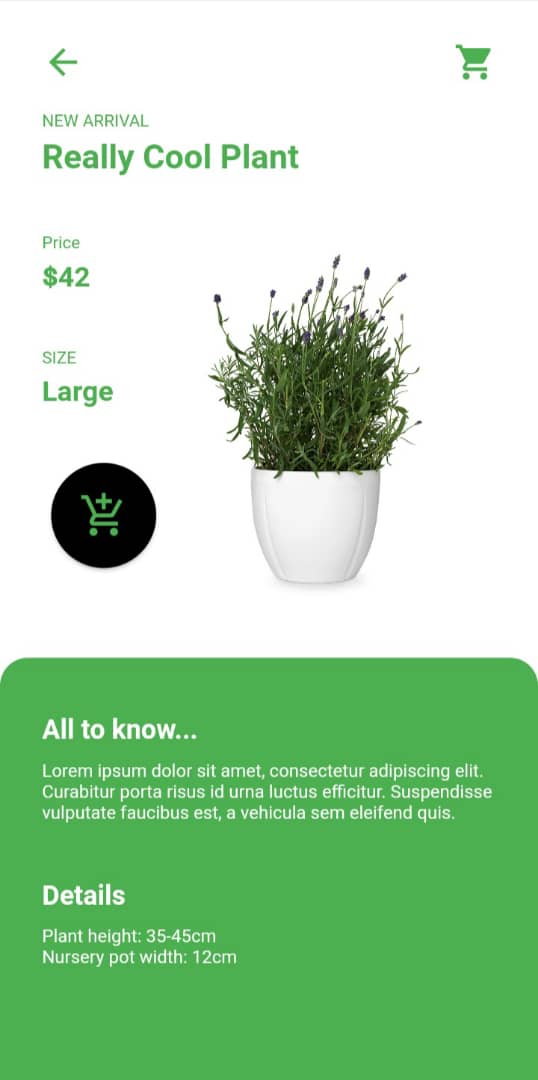 NEW ARRIVAL
Really Cool Plant
Price
$42
SIZE
Large
All to know...
Lorem ipsum dolor sit amet, consectetur adipiscing elit.
Curabitur porta risus id urna luctus efficitur. Suspendisse
vulputate faucibus est, a vehicula sem eleifend quis.
Details
Plant height: 35-45cm
Nursery pot width: 12cm